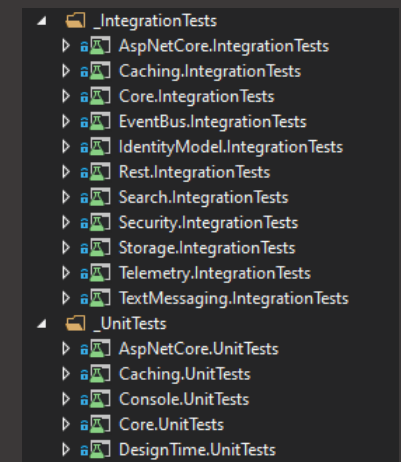 _IntegrationTests
AspNetCore.IntegrationTests
Caching.IntegrationTests
Core.IntegrationTests
EventBus.IntegrationTests
IdentityModel.IntegrationTests
Rest.IntegrationTests
Search.IntegrationTests
Security.IntegrationTests
Storage.IntegrationTests
Telemetry.IntegrationTests
TextMessaging.IntegrationTests
_UnitTests
AspNetCore.UnitTests
Caching.UnitTests
Console.UnitTests
Core.UnitTests
DesignTime.UnitTests